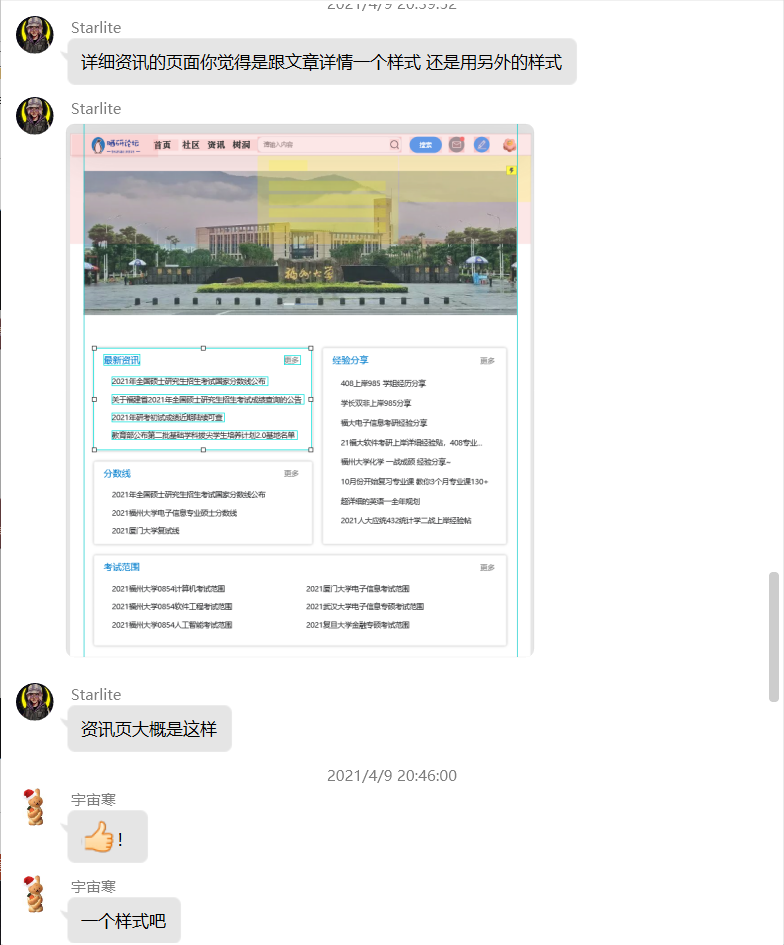 2021/4/9 20:39:52
Starlite
详细资讯的页面你觉得是跟文章详情一个样式 还是用另外的样式
Starlite
晒研论坛
首页 社区 资讯 树洞 请输入内容 搜索
福州大学
最新资讯 更多
2021年全国硕士研究生招生考试国家分数线公布
关于福建省2021年全国硕士研究生招生考试成绩查询的公告
2021年研考初试成绩近期陆续可查
教育部公布第二批基础学科拔尖学生培养计划2.0基地名单
经验分享 更多
408上岸985 学姐经历分享
学长双非上岸985分享
福大电子信息考研经验分享
21福大软件考研上岸详细经验贴，408专业...
福州大学化学 一战成硕 经验分享~
10月份开始复习专业课 教你3个月专业课130+
超详细的英语一全年规划
2021人大应统432统计学二战上岸经验帖
分数线 更多
2021年全国硕士研究生招生考试国家分数线公布
2021福州大学电子信息专业硕士分数线
2021厦门大学复试线
考试范围 更多
2021福州大学0854计算机考试范围
2021厦门大学电子信息考试范围
2021福州大学0854软件工程考试范围
2021武汉大学电子信息专硕考试范围
2021福州大学0854人工智能考试范围
2021复旦大学金融专硕考试范围
Starlite
资讯页大概是这样
2021/4/9 20:46:00
宇宙寒
👍！
宇宙寒
一个样式吧